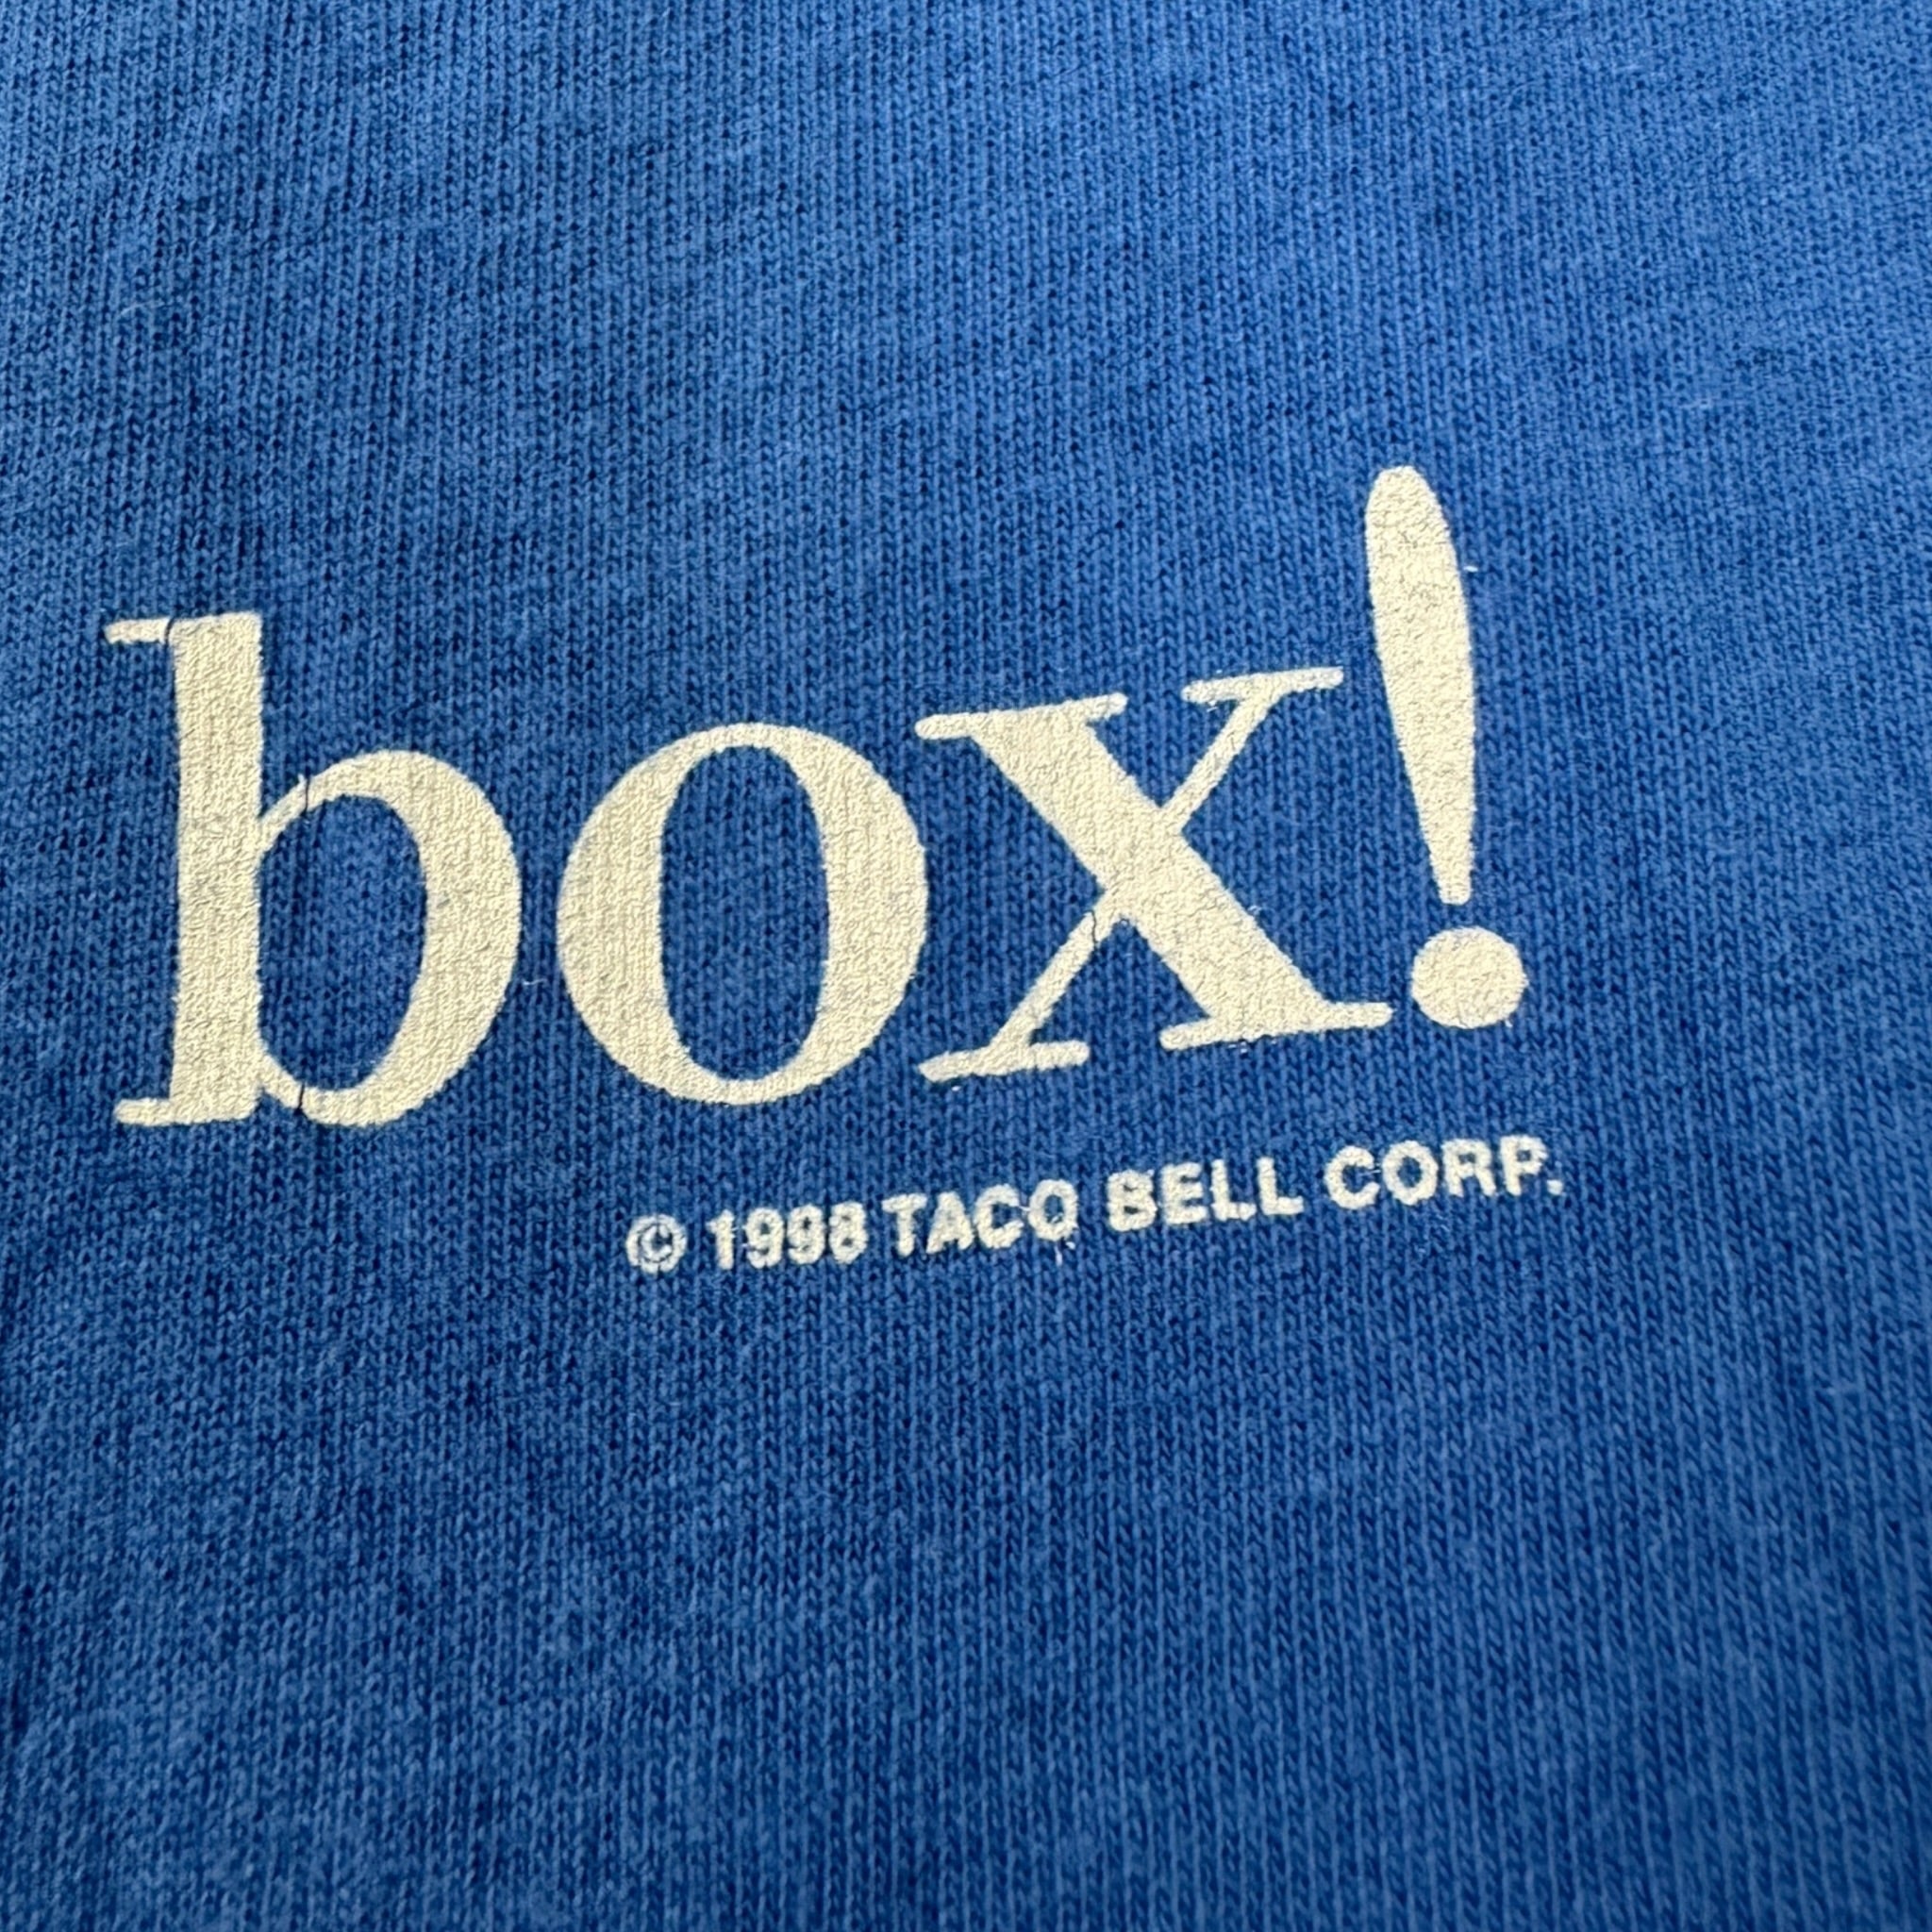 box!
© 1998 TACO BELL CORP.